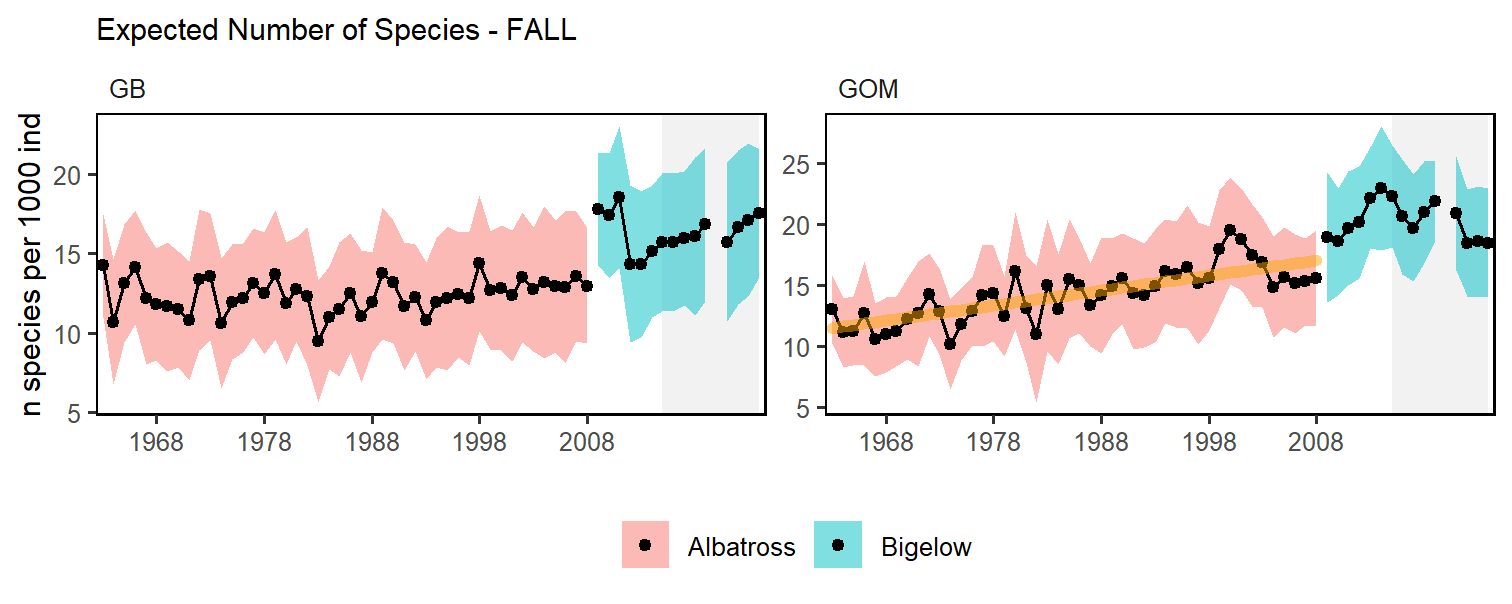 Expected Number of Species - FALL
GB
GOM
n species per 1000 ind
20
15
10
5
1968 1978 1988 1998 2008
25
20
15
10
5
1968 1978 1988 1998 2008
Albatross Bigelow